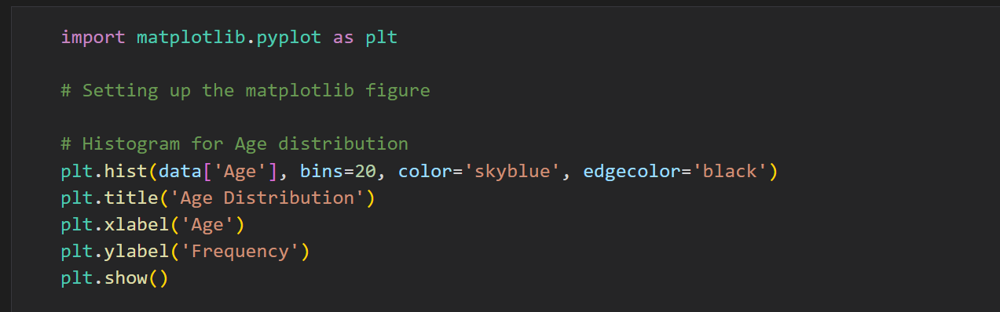 import matplotlib.pyplot as plt
# Setting up the matplotlib figure
# Histogram for Age distribution
plt.hist(data['Age'], bins=20, color='skyblue', edgecolor='black')
plt.title('Age Distribution')
plt.xlabel('Age')
plt.ylabel('Frequency')
plt.show()